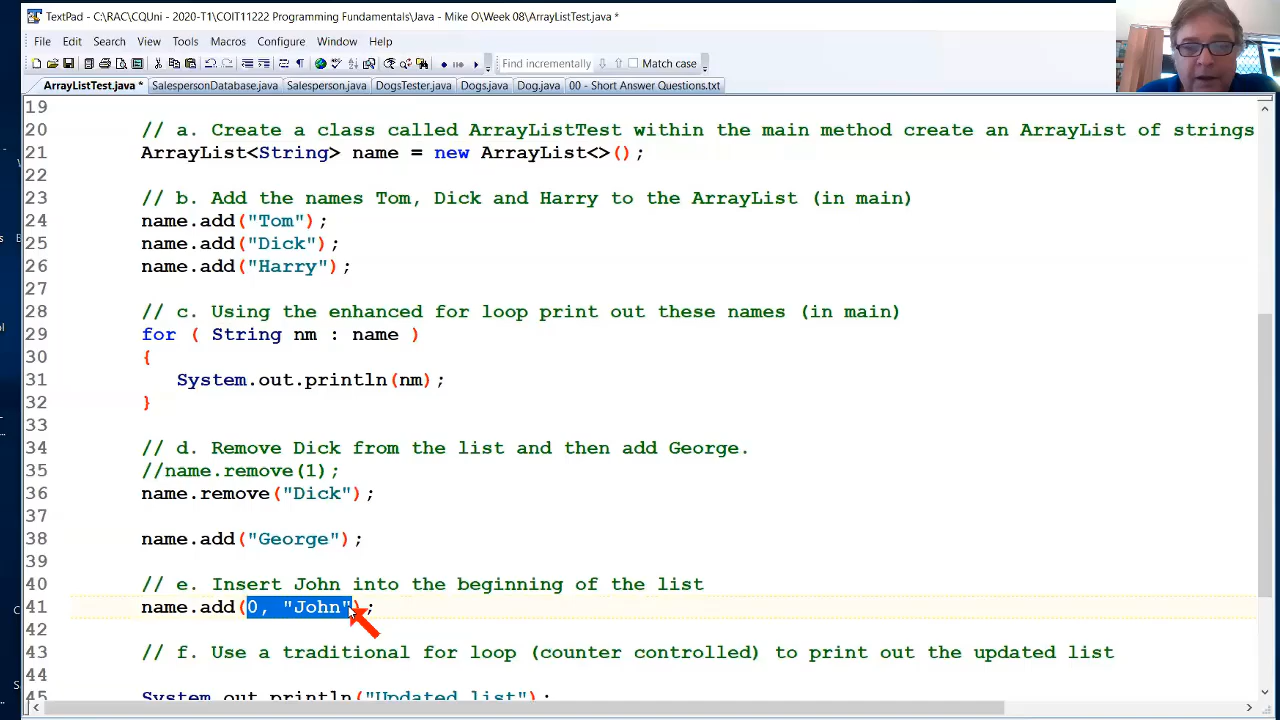 TextPad - C:\RAC\CQUni - 2020-T1\COIT11222 Programming Fundamentals\Java - Mike O\Week 08\ArrayListTest.java *
File Edit Search View Tools Macros Configure Window Help
Find incrementally Match case
ArrayListTest.java * SalespersonDatabase.java Salesperson.java DogsTester.java Dogs.java Dog.java 00 - Short Answer Questions.txt
19
20 // a. Create a class called ArrayListTest within the main method create an ArrayList of strings
21 ArrayList<String> name = new ArrayList<>();
22
23 // b. Add the names Tom, Dick and Harry to the ArrayList (in main)
24 name.add("Tom");
25 name.add("Dick");
26 name.add("Harry");
27
28 // c. Using the enhanced for loop print out these names (in main)
29 for ( String nm : name )
30 {
31 System.out.println(nm);
32 }
33
34 // d. Remove Dick from the list and then add George.
35 //name.remove(1);
36 name.remove("Dick");
37
38 name.add("George");
39
40 // e. Insert John into the beginning of the list
41 name.add(0, "John");
42
43 // f. Use a traditional for loop (counter controlled) to print out the updated list
44
45 System.out.println("Updated list");